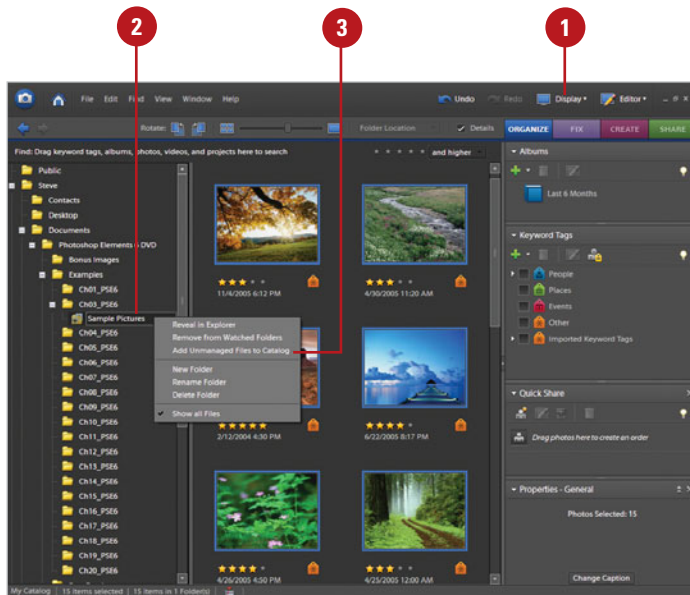 2
3
1
File Edit Find View Window Help
Undo Redo Display Editor
Rotate: Folder Location Details
ORGANIZE FIX CREATE SHARE
Find: Drag keyword tags, albums, photos, videos, and projects here to search
and higher
Public
Steve
Contacts
Desktop
Documents
Photoshop Elements 6 DVD
Bonus Images
Examples
Ch01_PSE6
Ch03_PSE6
Sample Pictures
Ch04_PSE6
Ch05_PSE6
Ch06_PSE6
Ch07_PSE6
Ch08_PSE6
Ch09_PSE6
Ch10_PSE6
Ch11_PSE6
Ch12_PSE6
Ch13_PSE6
Ch14_PSE6
Ch15_PSE6
Ch16_PSE6
Ch17_PSE6
Ch18_PSE6
Ch19_PSE6
Ch20_PSE6
Reveal in Explorer
Remove from Watched Folders
Add Unmanaged Files to Catalog
New Folder
Rename Folder
Delete Folder
Show all Files
11/4/2005 6:12 PM
4/30/2005 11:20 AM
2/12/2004 4:30 PM
6/22/2005 8:17 PM
4/26/2005 4:50 PM
4/25/2005 12:00 AM
Albums
Last 6 Months
Keyword Tags
People
Places
Events
Other
Imported Keyword Tags
Quick Share
Drag photos here to create an order
Properties - General
Photos Selected: 15
Change Caption
My Catalog 15 items selected 15 items in 1 Folder(s)